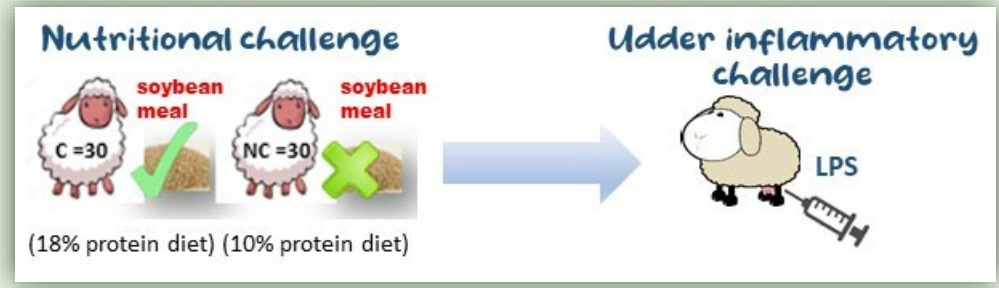 Nutritional challenge
soybean
meal
C =30
soybean
meal
NC =30
(18% protein diet) (10% protein diet)
Udder inflammatory
challenge
LPS